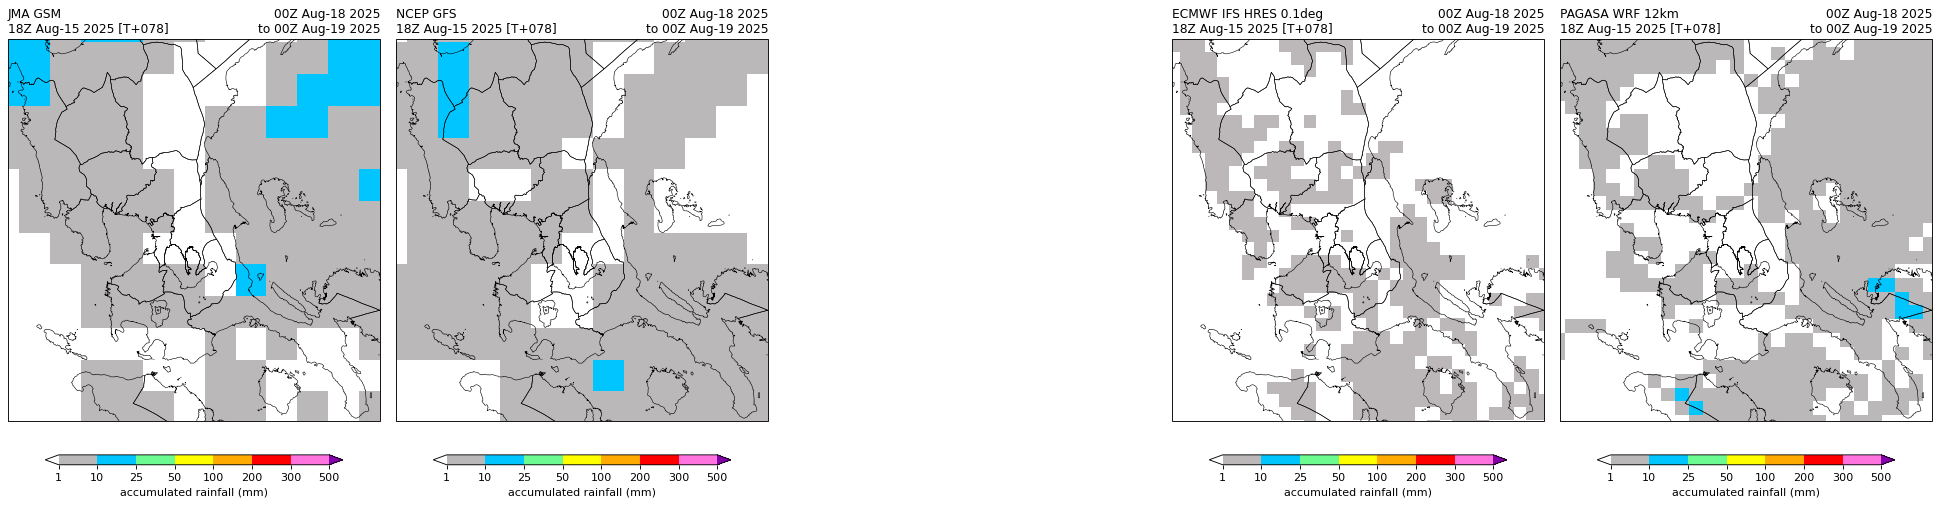 JMA GSM 00Z Aug-18 2025
18Z Aug-15 2025 [T+078] to 00Z Aug-19 2025
NCEP GFS 00Z Aug-18 2025
18Z Aug-15 2025 [T+078] to 00Z Aug-19 2025
ECMWF IFS HRES 0.1deg 00Z Aug-18 2025
18Z Aug-15 2025 [T+078] to 00Z Aug-19 2025
PAGASA WRF 12km 00Z Aug-18 2025
18Z Aug-15 2025 [T+078] to 00Z Aug-19 2025
1 10 25 50 100 200 300 500
accumulated rainfall (mm)
1 10 25 50 100 200 300 500
accumulated rainfall (mm)
1 10 25 50 100 200 300 500
accumulated rainfall (mm)
1 10 25 50 100 200 300 500
accumulated rainfall (mm)